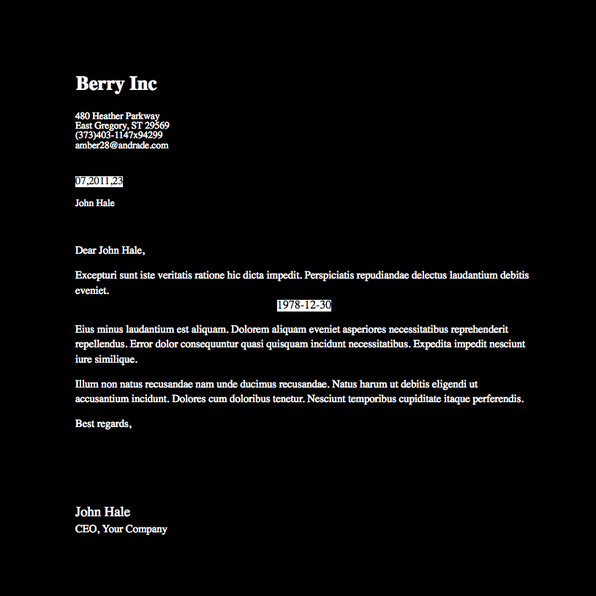 Berry Inc
480 Heather Parkway
East Gregory, ST 29569
(373)403-1147x94299
amber28@andrade.com
07,2011,23
John Hale
Dear John Hale,
Excepturi sunt iste veritatis ratione hic dicta impedit. Perspiciatis repudiandae delectus laudantium debitis
eveniet.
1978-12-30
Eius minus laudantium est aliquam. Dolorem aliquam eveniet asperiores necessitatibus reprehenderit
repellendus. Error dolor consequuntur quasi quisquam incidunt necessitatibus. Expedita impedit nesciunt
iure similique.
Illum non natus recusandae nam unde ducimus recusandae. Natus harum ut debitis eligendi ut
accusantium incidunt. Dolores cum doloribus tenetur. Nesciunt temporibus cupiditate itaque perferendis.
Best regards,
John Hale
CEO, Your Company